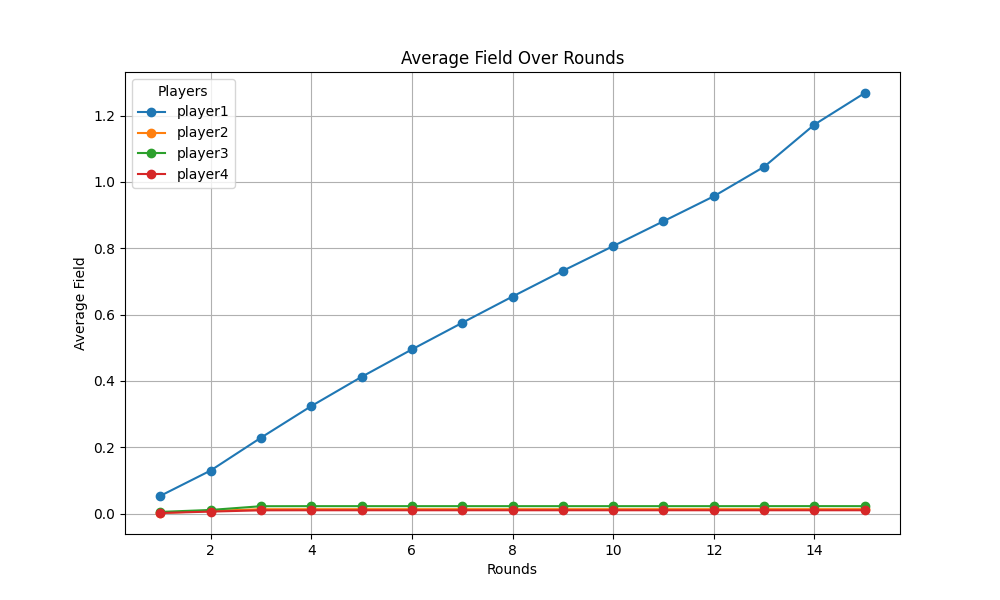 Average Field Over Rounds
Players
player1
player2
player3
player4
Average Field
1.2
1.0
0.8
0.6
0.4
0.2
0.0
2 4 6 8 10 12 14
Rounds